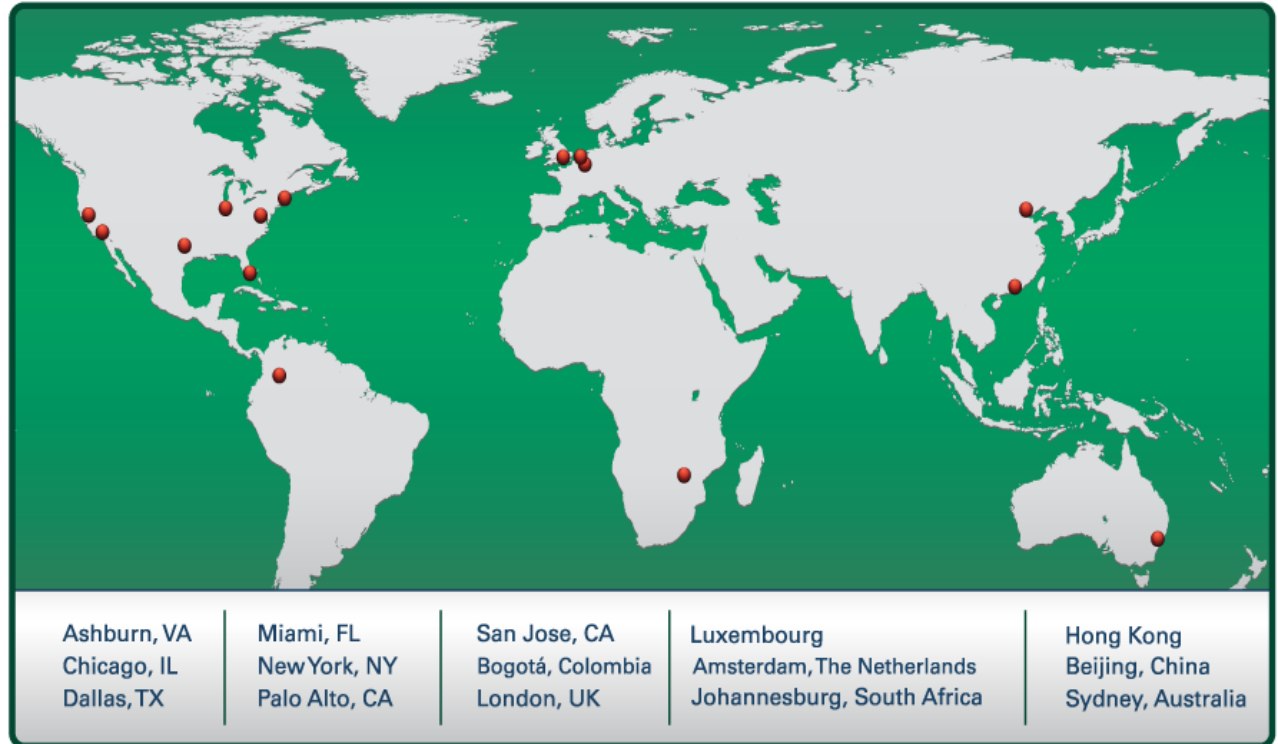 Ashburn, VA
Chicago, IL
Dallas, TX
Miami, FL
New York, NY
Palo Alto, CA
San Jose, CA
Bogotá, Colombia
London, UK
Luxembourg
Amsterdam, The Netherlands
Johannesburg, South Africa
Hong Kong
Beijing, China
Sydney, Australia